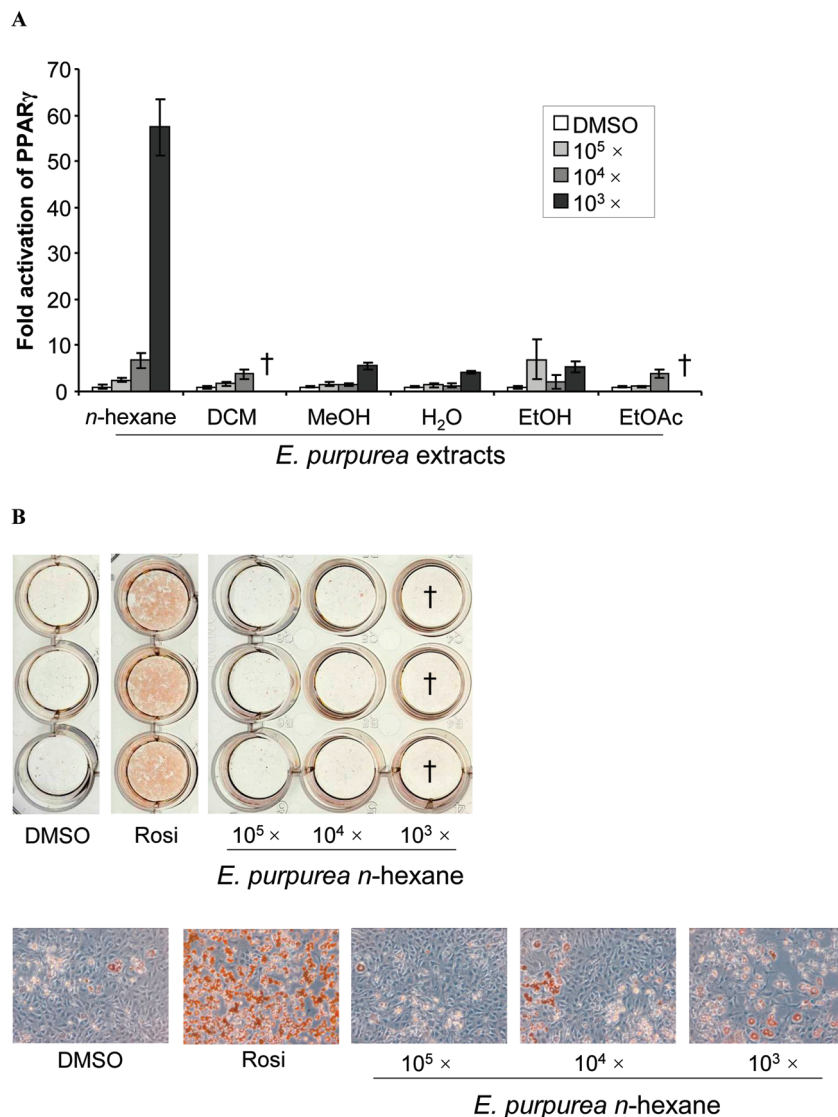 A
Fold activation of PPARγ
70
60
50
40
30
20
10
0
DMSO
10⁵ ×
10⁴ ×
10³ ×
†
†
n-hexane DCM MeOH H₂O EtOH EtOAc
E. purpurea extracts
B
†
†
†
DMSO Rosi 10⁵ × 10⁴ × 10³ ×
E. purpurea n-hexane
DMSO Rosi 10⁵ × 10⁴ × 10³ ×
E. purpurea n-hexane